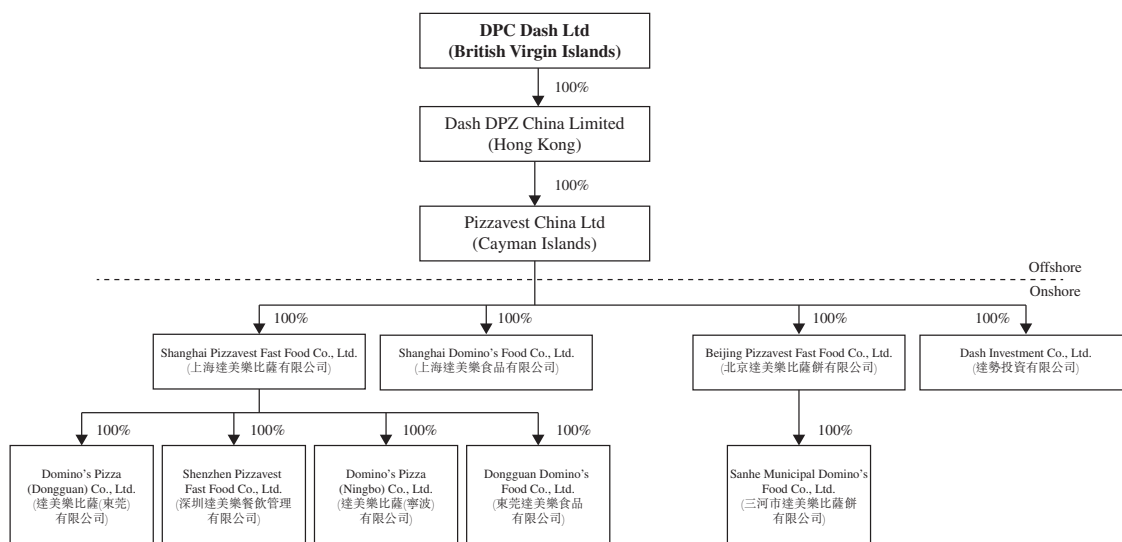 DPC Dash Ltd
(British Virgin Islands)
100%
Dash DPZ China Limited
(Hong Kong)
100%
Pizzavest China Ltd
(Cayman Islands)
Offshore
Onshore
100%
100%
100%
100%
Shanghai Pizzavest Fast Food Co., Ltd.
(上海達美樂比薩有限公司)
Shanghai Domino's Food Co., Ltd.
(上海達美樂食品有限公司)
Beijing Pizzavest Fast Food Co., Ltd.
(北京達美樂比薩餅有限公司)
Dash Investment Co., Ltd.
(達勢投資有限公司)
100%
100%
100%
100%
100%
Domino's Pizza
(Dongguan) Co., Ltd.
(達美樂比薩(東莞)
有限公司)
Shenzhen Pizzavest
Fast Food Co., Ltd.
(深圳達美樂餐飲管理
有限公司)
Domino's Pizza
(Ningbo) Co., Ltd.
(達美樂比薩(寧波)
有限公司)
Dongguan Domino's
Food Co., Ltd.
(東莞達美樂食品
有限公司)
Sanhe Municipal Domino's
Food Co., Ltd.
(三河市達美樂比薩餅
有限公司)